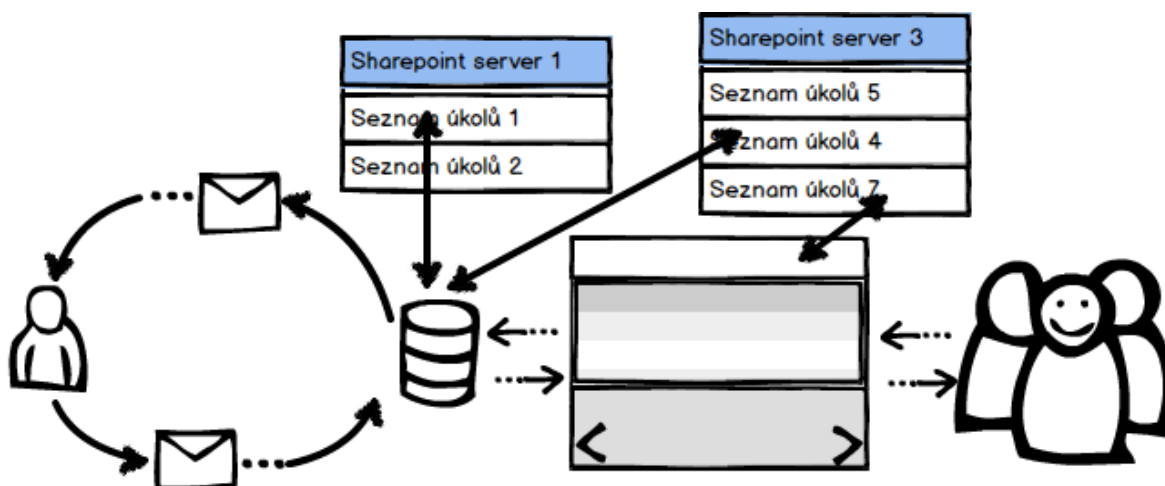 Sharepoint server 1
Seznam úkolů 1
Seznam úkolů 2
Sharepoint server 3
Seznam úkolů 5
Seznam úkolů 4
Seznam úkolů 7